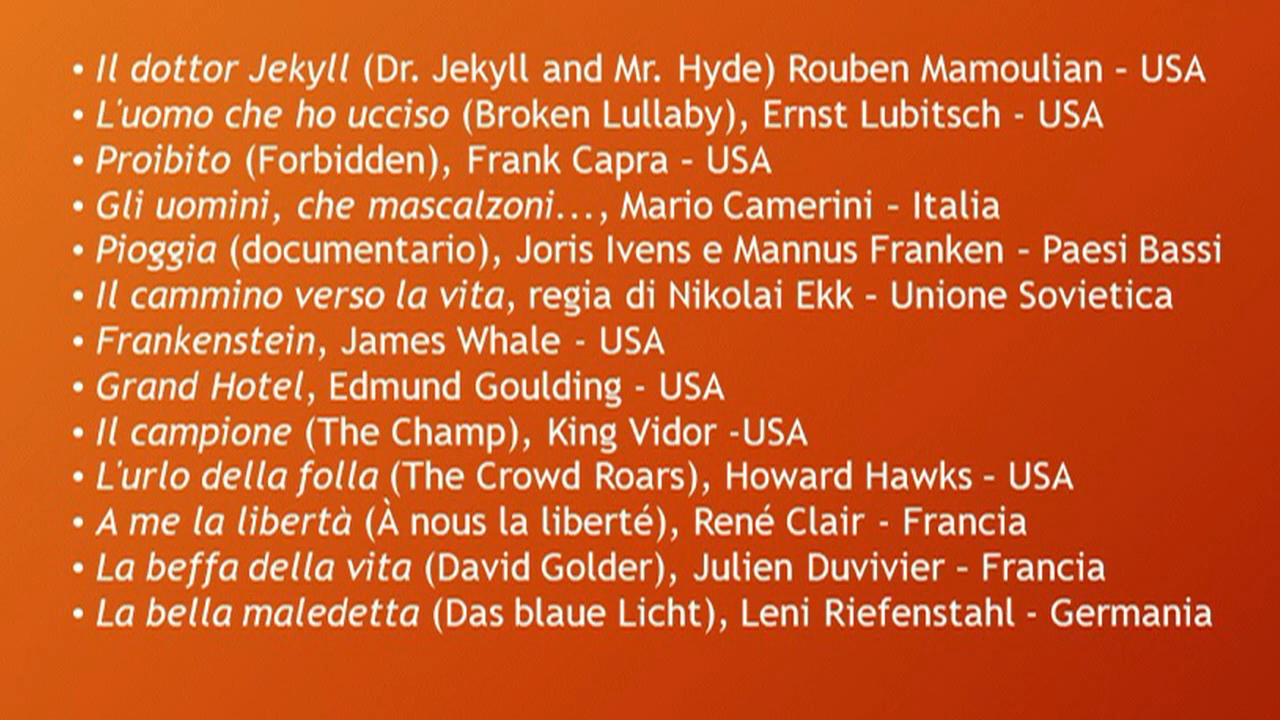 • Il dottor Jekyll (Dr. Jekyll and Mr. Hyde) Rouben Mamoulian – USA
• L'uomo che ho ucciso (Broken Lullaby), Ernst Lubitsch - USA
• Proibito (Forbidden), Frank Capra – USA
• Gli uomini, che mascalzoni..., Mario Camerini – Italia
• Pioggia (documentario), Joris Ivens e Mannus Franken – Paesi Bassi
• Il cammino verso la vita, regia di Nikolai Ekk – Unione Sovietica
• Frankenstein, James Whale - USA
• Grand Hotel, Edmund Goulding - USA
• Il campione (The Champ), King Vidor -USA
• L'urlo della folla (The Crowd Roars), Howard Hawks – USA
• A me la libertà (À nous la liberté), René Clair - Francia
• La beffa della vita (David Golder), Julien Duvivier – Francia
• La bella maledetta (Das blaue Licht), Leni Riefenstahl - Germania